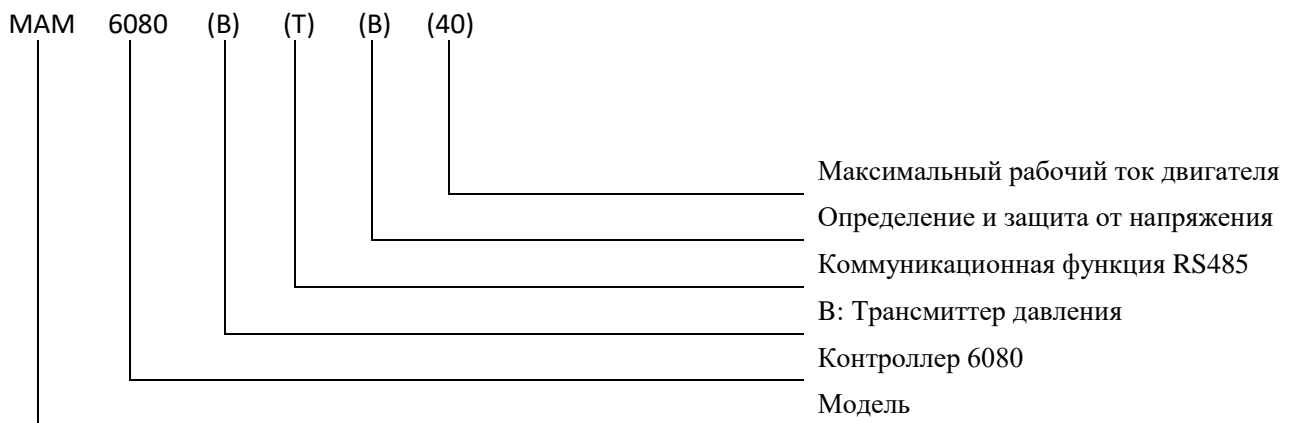 MAM 6080 (B) (T) (B) (40)
Максимальный рабочий ток двигателя
Определение и защита от напряжения
Коммуникационная функция RS485
В: Трансмиттер давления
Контроллер 6080
Модель